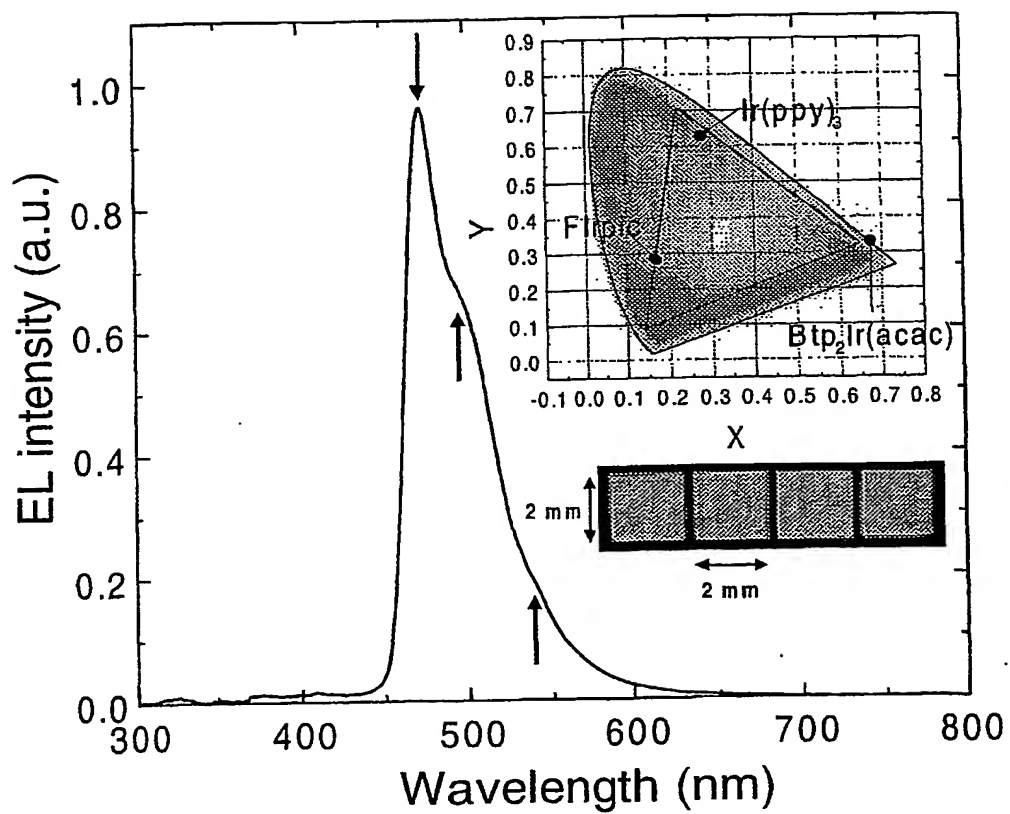 EL intensity (a.u.)
1.0
0.8
0.6
0.4
0.2
0.0
300
400
500
600
700
800
Wavelength (nm)
Y
0.9
0.8
0.7
0.6
0.5
0.4
0.3
0.2
0.1
0.0
-0.1 0.0 0.1 0.2 0.3 0.4 0.5 0.6 0.7 0.8
X
Ir(ppy)₃
FIrpic
Btp₂Ir(acac)
2 mm
2 mm